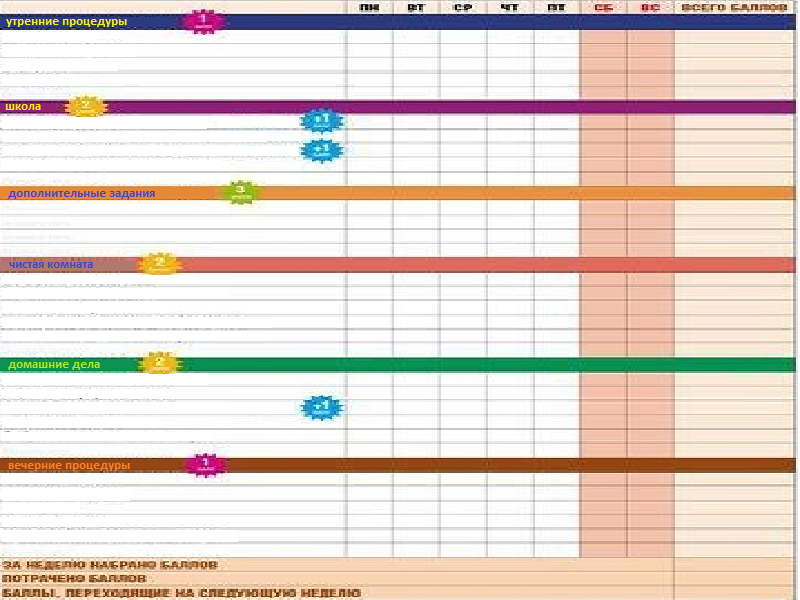 ПН ВТ СР ЧТ ПТ СБ ВС ВСЕГО БАЛЛОВ
утренние процедуры 1
школа 2
+1
+1
дополнительные задания 3
чистая комната 2
домашние дела 2
+1
вечерние процедуры 1
ЗА НЕДЕЛЮ НАБРАНО БАЛЛОВ
ПОТРАЧЕНО БАЛЛОВ
БАЛЛЫ, ПЕРЕХОДЯЩИЕ НА СЛЕДУЮЩУЮ НЕДЕЛЮ